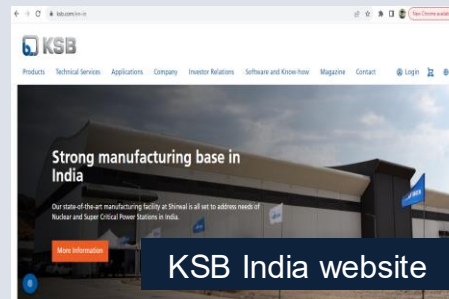 ksb.com/en-in
New Chrome available
KSB
Products Technical Services Applications Company Investor Relations Software and Know-how Magazine Contact Login
Strong manufacturing base in
India
Our state-of-the-art manufacturing facility at Shirwal is all set to address needs of
Nuclear and Super Critical Power Stations in India.
More Information
KSB India website